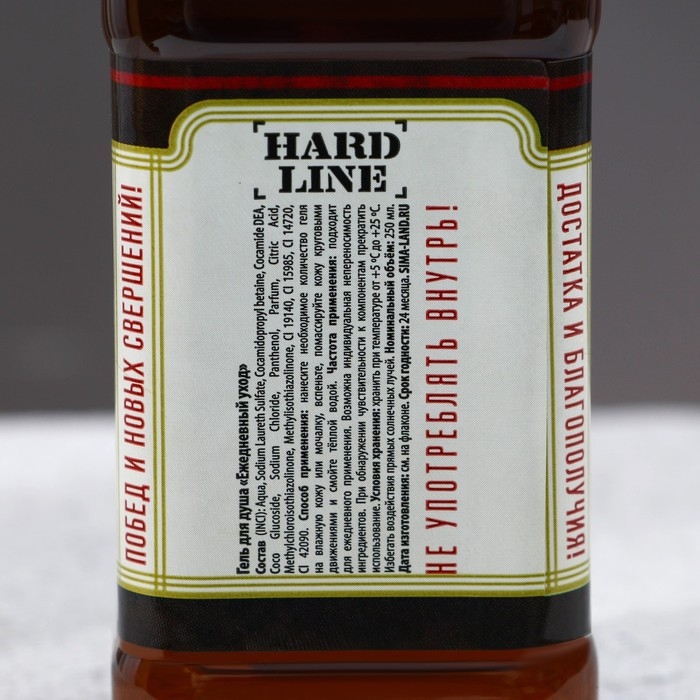 HARD
LINE
ПОБЕД И НОВЫХ СВЕРШЕНИЙ!
Гель для душа «Ежедневный уход»
Состав (INCI): Aqua, Sodium Laureth Sulfate, Cocamidopropyl betaine, Cocamide DEA,
Coco Glucoside, Sodium Chloride, Panthenol, Parfum, Citric Acid,
Methylchloroisothiazolinone, Methylisothiazolinone, CI 19140, CI 15985, CI 14720,
CI 42090. Способ применения: нанесите необходимое количество геля
на влажную кожу или мочалку, вспеньте, помассируйте кожу круговыми
движениями и смойте тёплой водой. Частота применения: подходит
для ежедневного применения. Возможна индивидуальная непереносимость
ингредиентов. При обнаружении чувствительности к компонентам прекратить
использование. Условия хранения: хранить при температуре от +5 ºС до +25 ºС.
Избегать воздействия прямых солнечных лучей. Номинальный объём: 250 мл.
Дата изготовления: см. на флаконе. Срок годности: 24 месяца. SIMA-LAND.RU
НЕ УПОТРЕБЛЯТЬ ВНУТРЬ!
ДОСТАТКА И БЛАГОПОЛУЧИЯ!